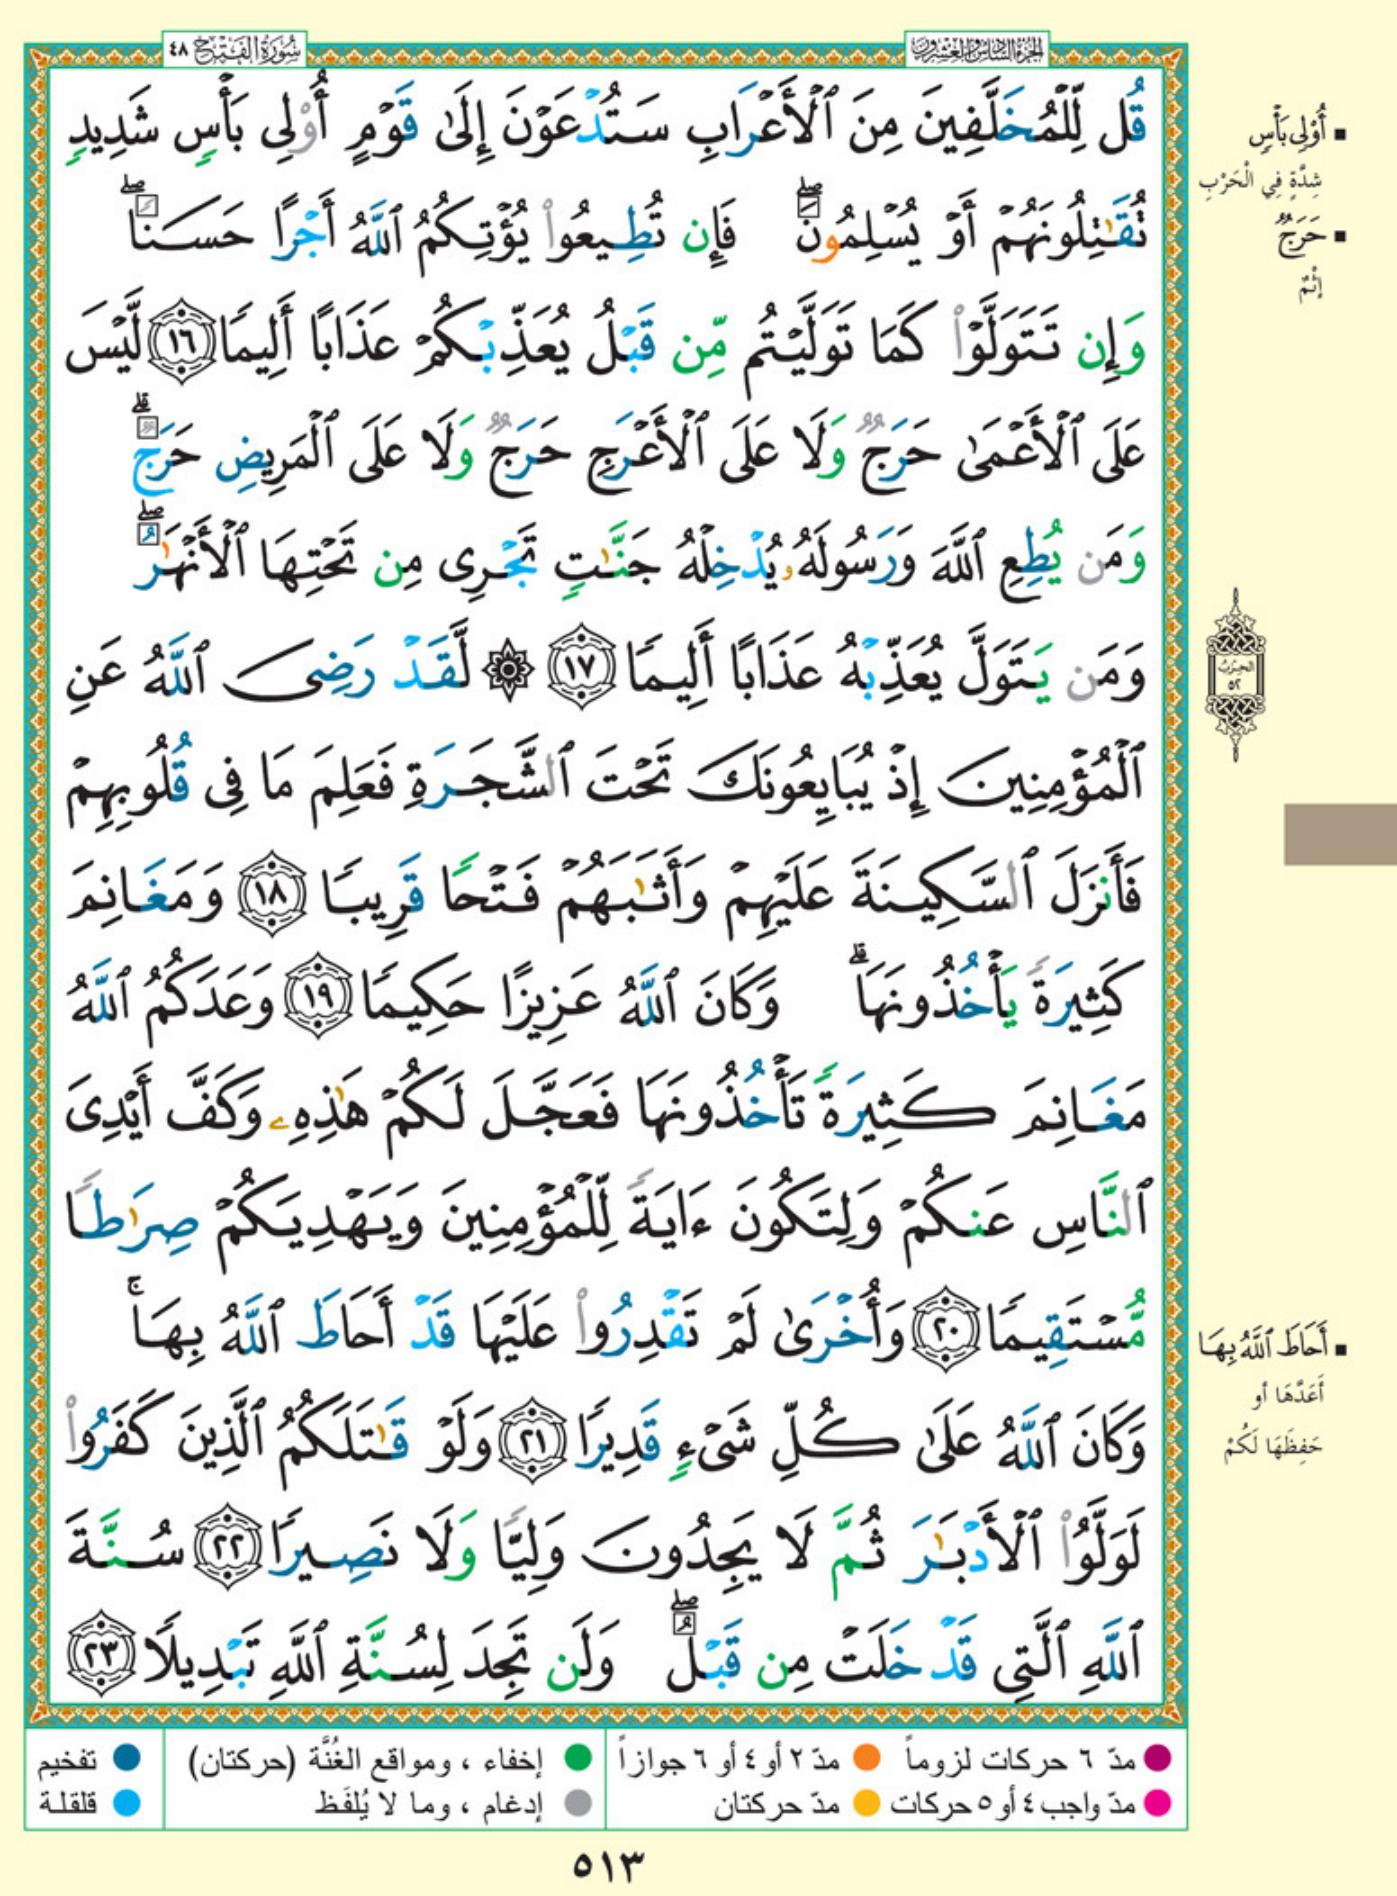 الجزء السادس والعشرون
سُورَةُ الفَتْح ٤٨
قُل لِّلْمُخَلَّفِينَ مِنَ ٱلْأَعْرَابِ سَتُدْعَوْنَ إِلَىٰ قَوْمٍ أُو۟لِى بَأْسٍ شَدِيدٍ
تُقَـٰتِلُونَهُمْ أَوْ يُسْلِمُونَ ۖ فَإِن تُطِيعُوا۟ يُؤْتِكُمُ ٱللَّهُ أَجْرًا حَسَنًا ۖ
وَإِن تَتَوَلَّوْا۟ كَمَا تَوَلَّيْتُم مِّن قَبْلُ يُعَذِّبْكُمْ عَذَابًا أَلِيمًا ١٦ لَّيْسَ
عَلَى ٱلْأَعْمَىٰ حَرَجٌ وَلَا عَلَى ٱلْأَعْرَجِ حَرَجٌ وَلَا عَلَى ٱلْمَرِيضِ حَرَجٌ ۗ
وَمَن يُطِعِ ٱللَّهَ وَرَسُولَهُۥ يُدْخِلْهُ جَنَّـٰتٍ تَجْرِى مِن تَحْتِهَا ٱلْأَنْهَـٰرُ ۖ
وَمَن يَتَوَلَّ يُعَذِّبْهُ عَذَابًا أَلِيمًا ١٧ ۞ لَّقَدْ رَضِىَ ٱللَّهُ عَنِ
ٱلْمُؤْمِنِينَ إِذْ يُبَايِعُونَكَ تَحْتَ ٱلشَّجَرَةِ فَعَلِمَ مَا فِى قُلُوبِهِمْ
فَأَنزَلَ ٱلسَّكِينَةَ عَلَيْهِمْ وَأَثَـٰبَهُمْ فَتْحًا قَرِيبًا ١٨ وَمَغَانِمَ
كَثِيرَةً يَأْخُذُونَهَا ۗ وَكَانَ ٱللَّهُ عَزِيزًا حَكِيمًا ١٩ وَعَدَكُمُ ٱللَّهُ
مَغَانِمَ كَثِيرَةً تَأْخُذُونَهَا فَعَجَّلَ لَكُمْ هَـٰذِهِۦ وَكَفَّ أَيْدِىَ
ٱلنَّاسِ عَنكُمْ وَلِتَكُونَ ءَايَةً لِّلْمُؤْمِنِينَ وَيَهْدِيَكُمْ صِرَٰطًا
مُّسْتَقِيمًا ٢٠ وَأُخْرَىٰ لَمْ تَقْدِرُوا۟ عَلَيْهَا قَدْ أَحَاطَ ٱللَّهُ بِهَا ۚ
وَكَانَ ٱللَّهُ عَلَىٰ كُلِّ شَىْءٍ قَدِيرًا ٢١ وَلَوْ قَـٰتَلَكُمُ ٱلَّذِينَ كَفَرُوا۟
لَوَلَّوُا۟ ٱلْأَدْبَـٰرَ ثُمَّ لَا يَجِدُونَ وَلِيًّا وَلَا نَصِيرًا ٢٢ سُنَّةَ
ٱللَّهِ ٱلَّتِى قَدْ خَلَتْ مِن قَبْلُ ۖ وَلَن تَجِدَ لِسُنَّةِ ٱللَّهِ تَبْدِيلًا ٢٣
▪ أُو۟لِى بَأْسٍ
شِدَّةٍ فِي الْحَرْبِ
▪ حَرَجٌ
إِثْمٌ
الحزب
٥٢
▪ أَحَاطَ ٱللَّهُ بِهَا
أَعَدَّهَا أو
حَفِظَهَا لَكُمْ
مدّ ٦ حركات لزوماً
مدّ ٢ أو ٤ أو ٦ جوازاً
مدّ واجب ٤ أو ٥ حركات
مدّ حركتان
إخفاء ، ومواقع الغُنَّة (حركتان)
إدغام ، وما لا يُلفَظ
تفخيم
قلقلة
٥١٣